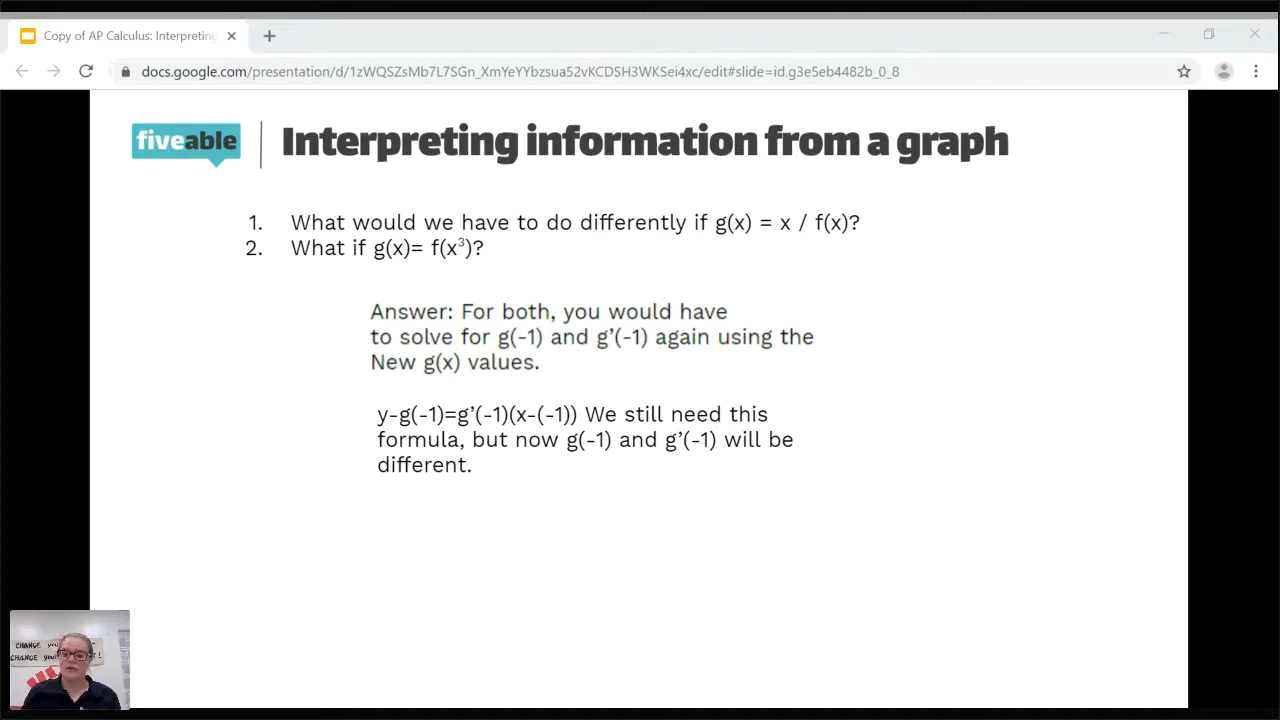 Copy of AP Calculus: Interpreting
docs.google.com/presentation/d/1zWQSZsMb7L7SGn_XmYeYYbzsua52vKCDSH3WKSei4xc/edit#slide=id.g3e5eb4482b_0_8
fiveable
Interpreting information from a graph
1. What would we have to do differently if g(x) = x / f(x)?
2. What if g(x)= f(x³)?
Answer: For both, you would have
to solve for g(-1) and g’(-1) again using the
New g(x) values.
y-g(-1)=g’(-1)(x-(-1)) We still need this
formula, but now g(-1) and g’(-1) will be
different.
CHANGE
CHANGE